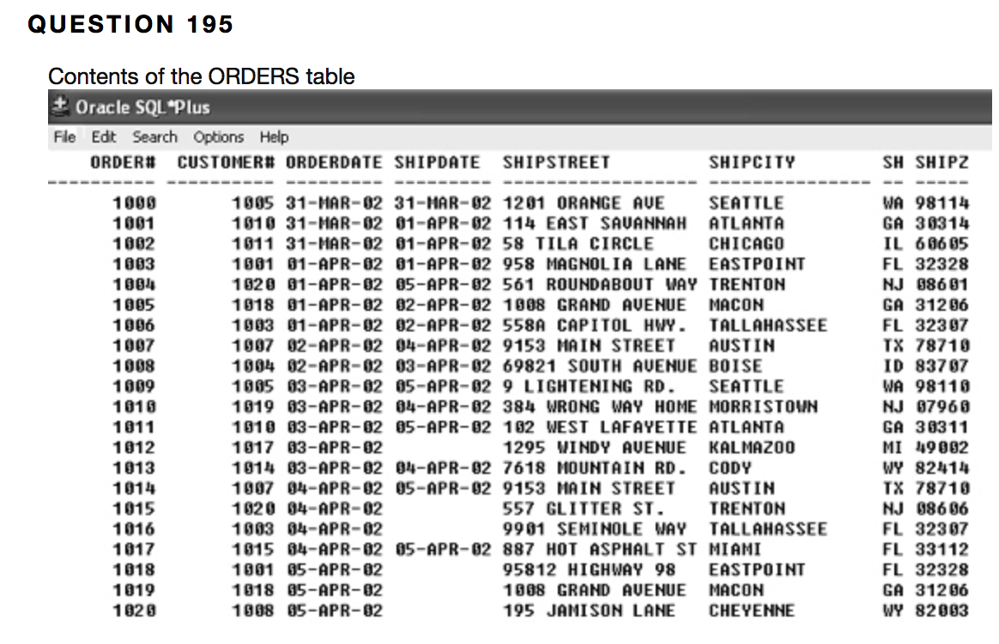 QUESTION 195
Contents of the ORDERS table
Oracle SQL*Plus
File Edit Search Options Help
ORDER# CUSTOMER# ORDERDATE SHIPDATE SHIPSTREET SHIPCITY SH SHIPZ
---------- ---------- --------- --------- ------------------ --------------- -- -----
1000 1005 31-MAR-02 31-MAR-02 1201 ORANGE AVE SEATTLE WA 98114
1001 1010 31-MAR-02 01-APR-02 114 EAST SAVANNAH ATLANTA GA 30314
1002 1011 31-MAR-02 01-APR-02 58 TILA CIRCLE CHICAGO IL 60605
1003 1001 01-APR-02 01-APR-02 958 MAGNOLIA LANE EASTPOINT FL 32328
1004 1020 01-APR-02 05-APR-02 561 ROUNDABOUT WAY TRENTON NJ 08601
1005 1018 01-APR-02 02-APR-02 1008 GRAND AVENUE MACON GA 31206
1006 1003 01-APR-02 02-APR-02 558A CAPITOL HWY. TALLAHASSEE FL 32307
1007 1007 02-APR-02 04-APR-02 9153 MAIN STREET AUSTIN TX 78710
1008 1004 02-APR-02 03-APR-02 69821 SOUTH AVENUE BOISE ID 83707
1009 1005 03-APR-02 05-APR-02 9 LIGHTENING RD. SEATTLE WA 98110
1010 1019 03-APR-02 04-APR-02 384 WRONG WAY HOME MORRISTOWN NJ 07960
1011 1010 03-APR-02 05-APR-02 102 WEST LAFAYETTE ATLANTA GA 30311
1012 1017 03-APR-02 1295 WINDY AVENUE KALMAZOO MI 49002
1013 1014 03-APR-02 04-APR-02 7618 MOUNTAIN RD. CODY WY 82414
1014 1007 04-APR-02 05-APR-02 9153 MAIN STREET AUSTIN TX 78710
1015 1020 04-APR-02 557 GLITTER ST. TRENTON NJ 08606
1016 1003 04-APR-02 9901 SEMINOLE WAY TALLAHASSEE FL 32307
1017 1015 04-APR-02 05-APR-02 887 HOT ASPHALT ST MIAMI FL 33112
1018 1001 05-APR-02 95812 HIGHWAY 98 EASTPOINT FL 32328
1019 1018 05-APR-02 1008 GRAND AVENUE MACON GA 31206
1020 1008 05-APR-02 195 JAMISON LANE CHEYENNE WY 82003